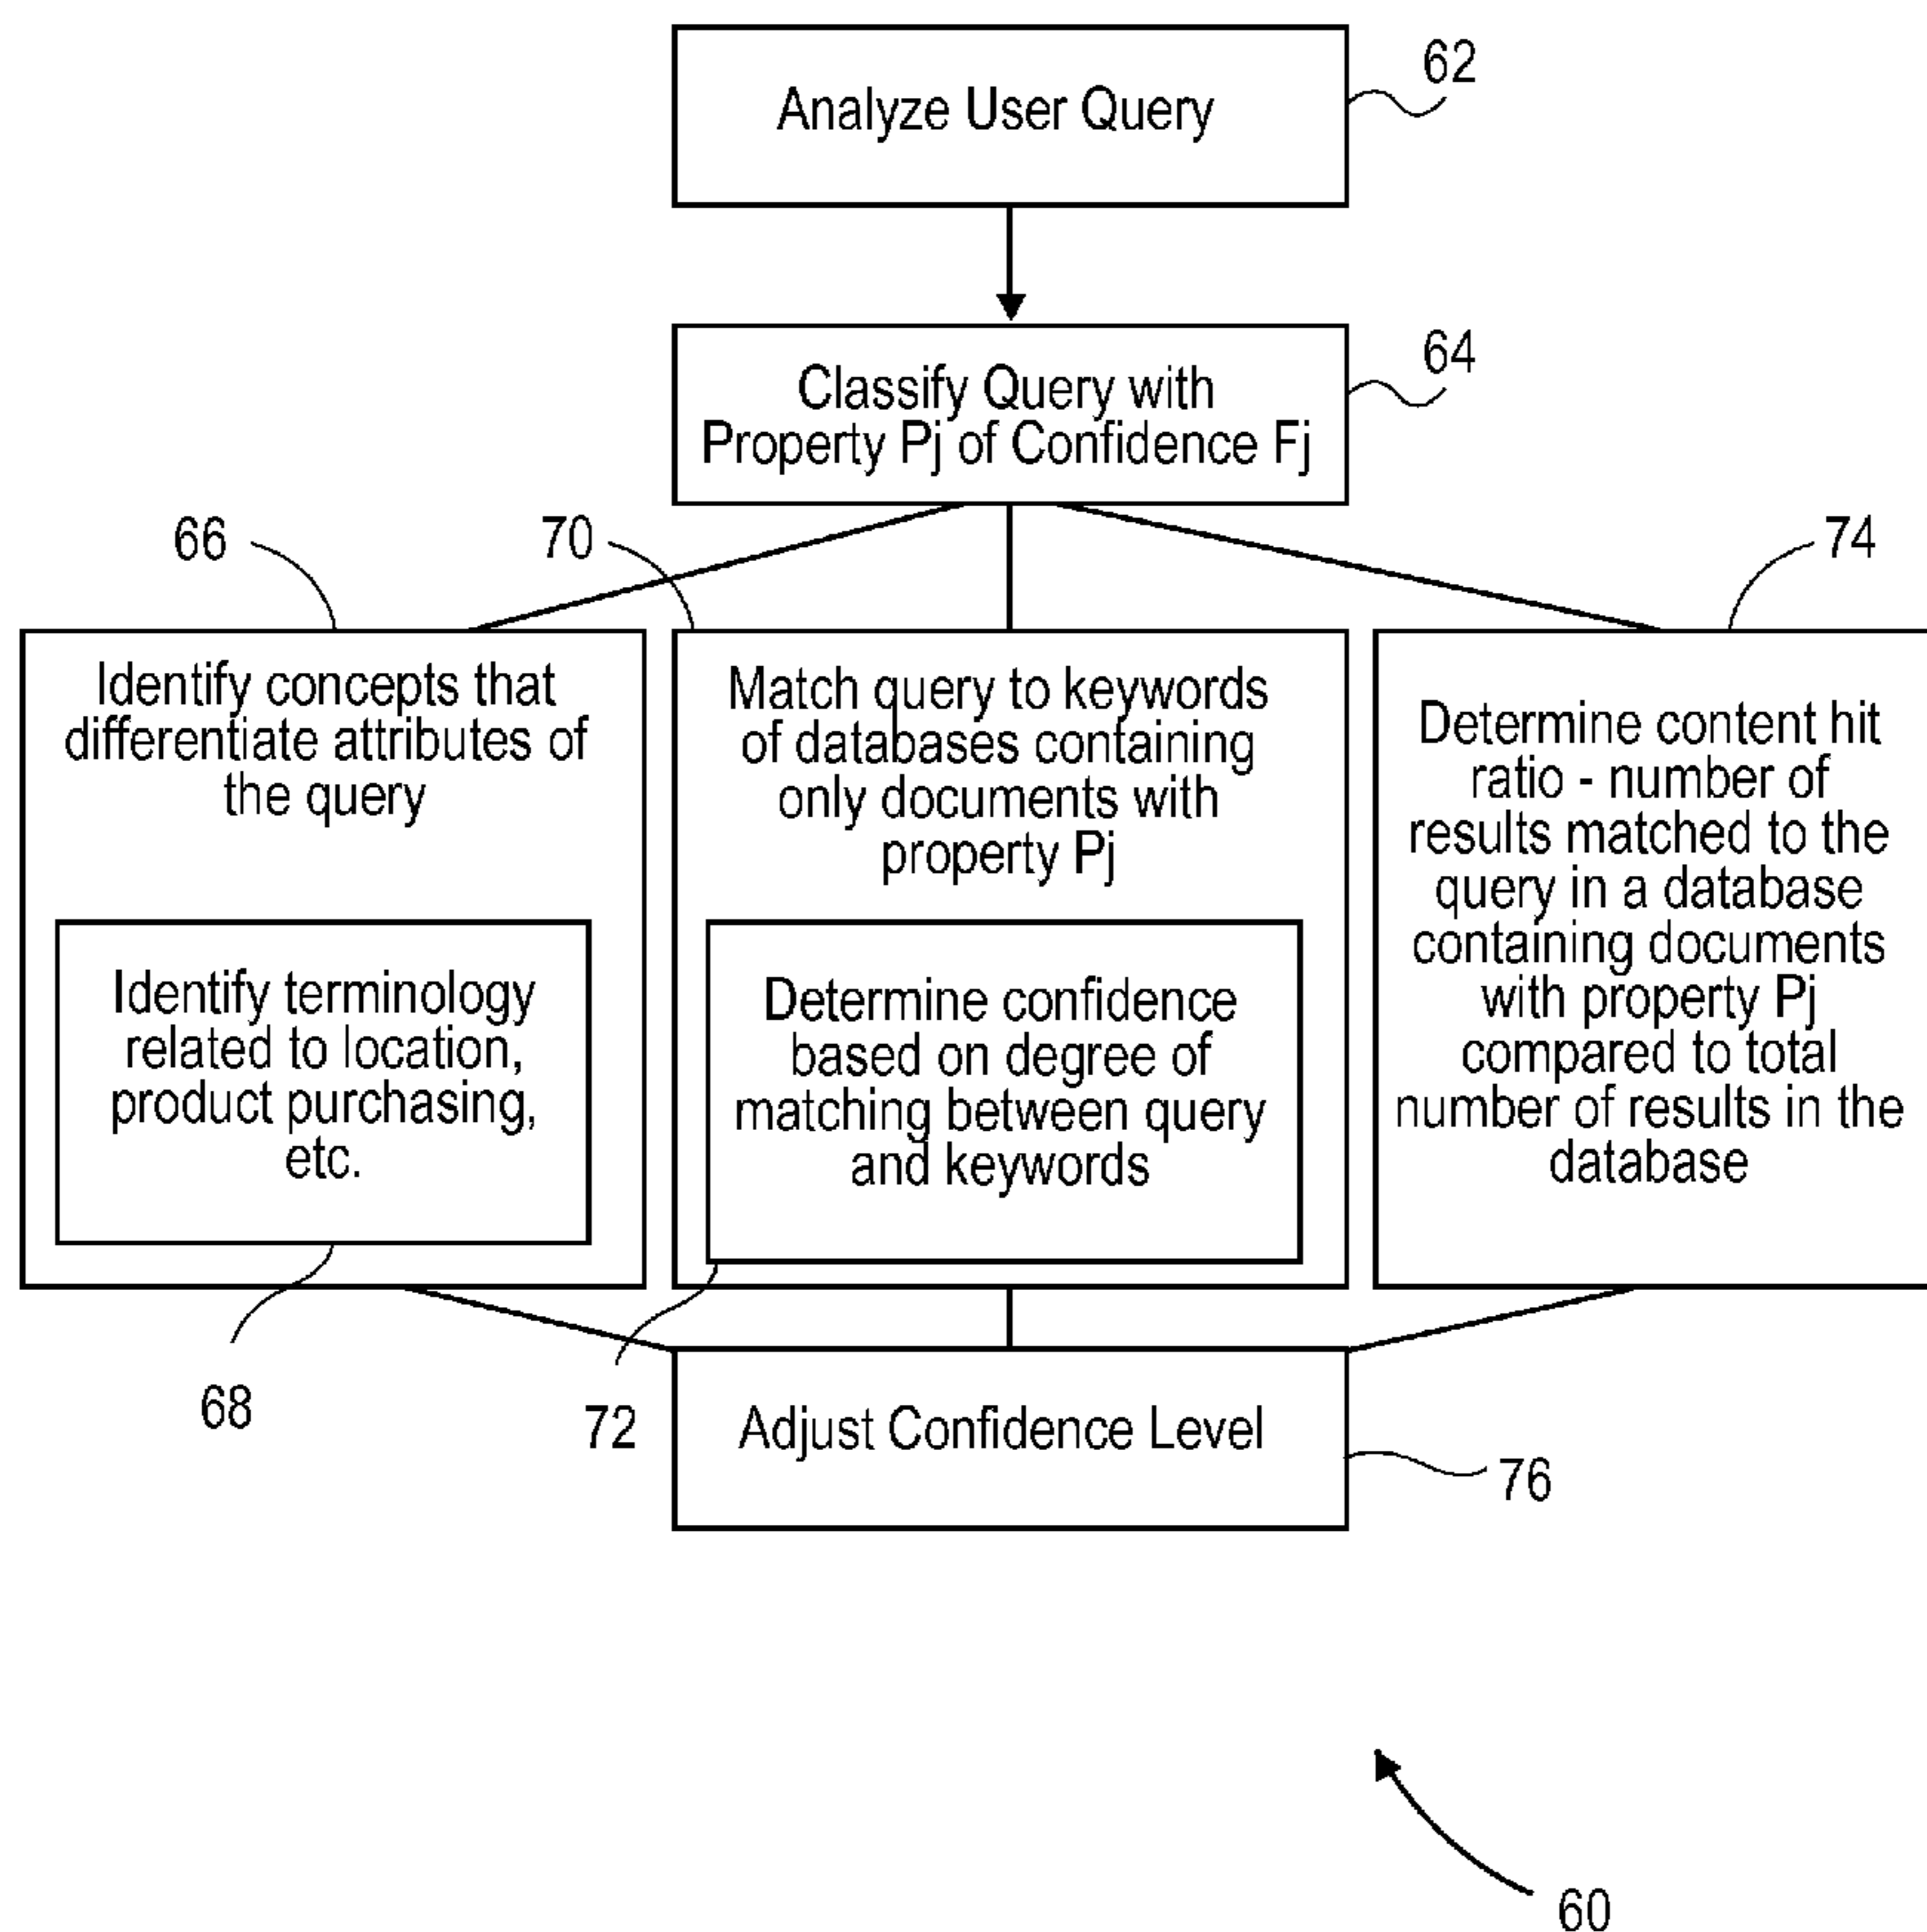 Analyze User Query
62
Classify Query with
Property Pj of Confidence Fj
64
66
70
74
Identify concepts that
differentiate attributes of
the query
Identify terminology
related to location,
product purchasing,
etc.
68
Match query to keywords
of databases containing
only documents with
property Pj
Determine confidence
based on degree of
matching between query
and keywords
72
Determine content hit
ratio - number of
results matched to the
query in a database
containing documents
with property Pj
compared to total
number of results in the
database
Adjust Confidence Level
76
60